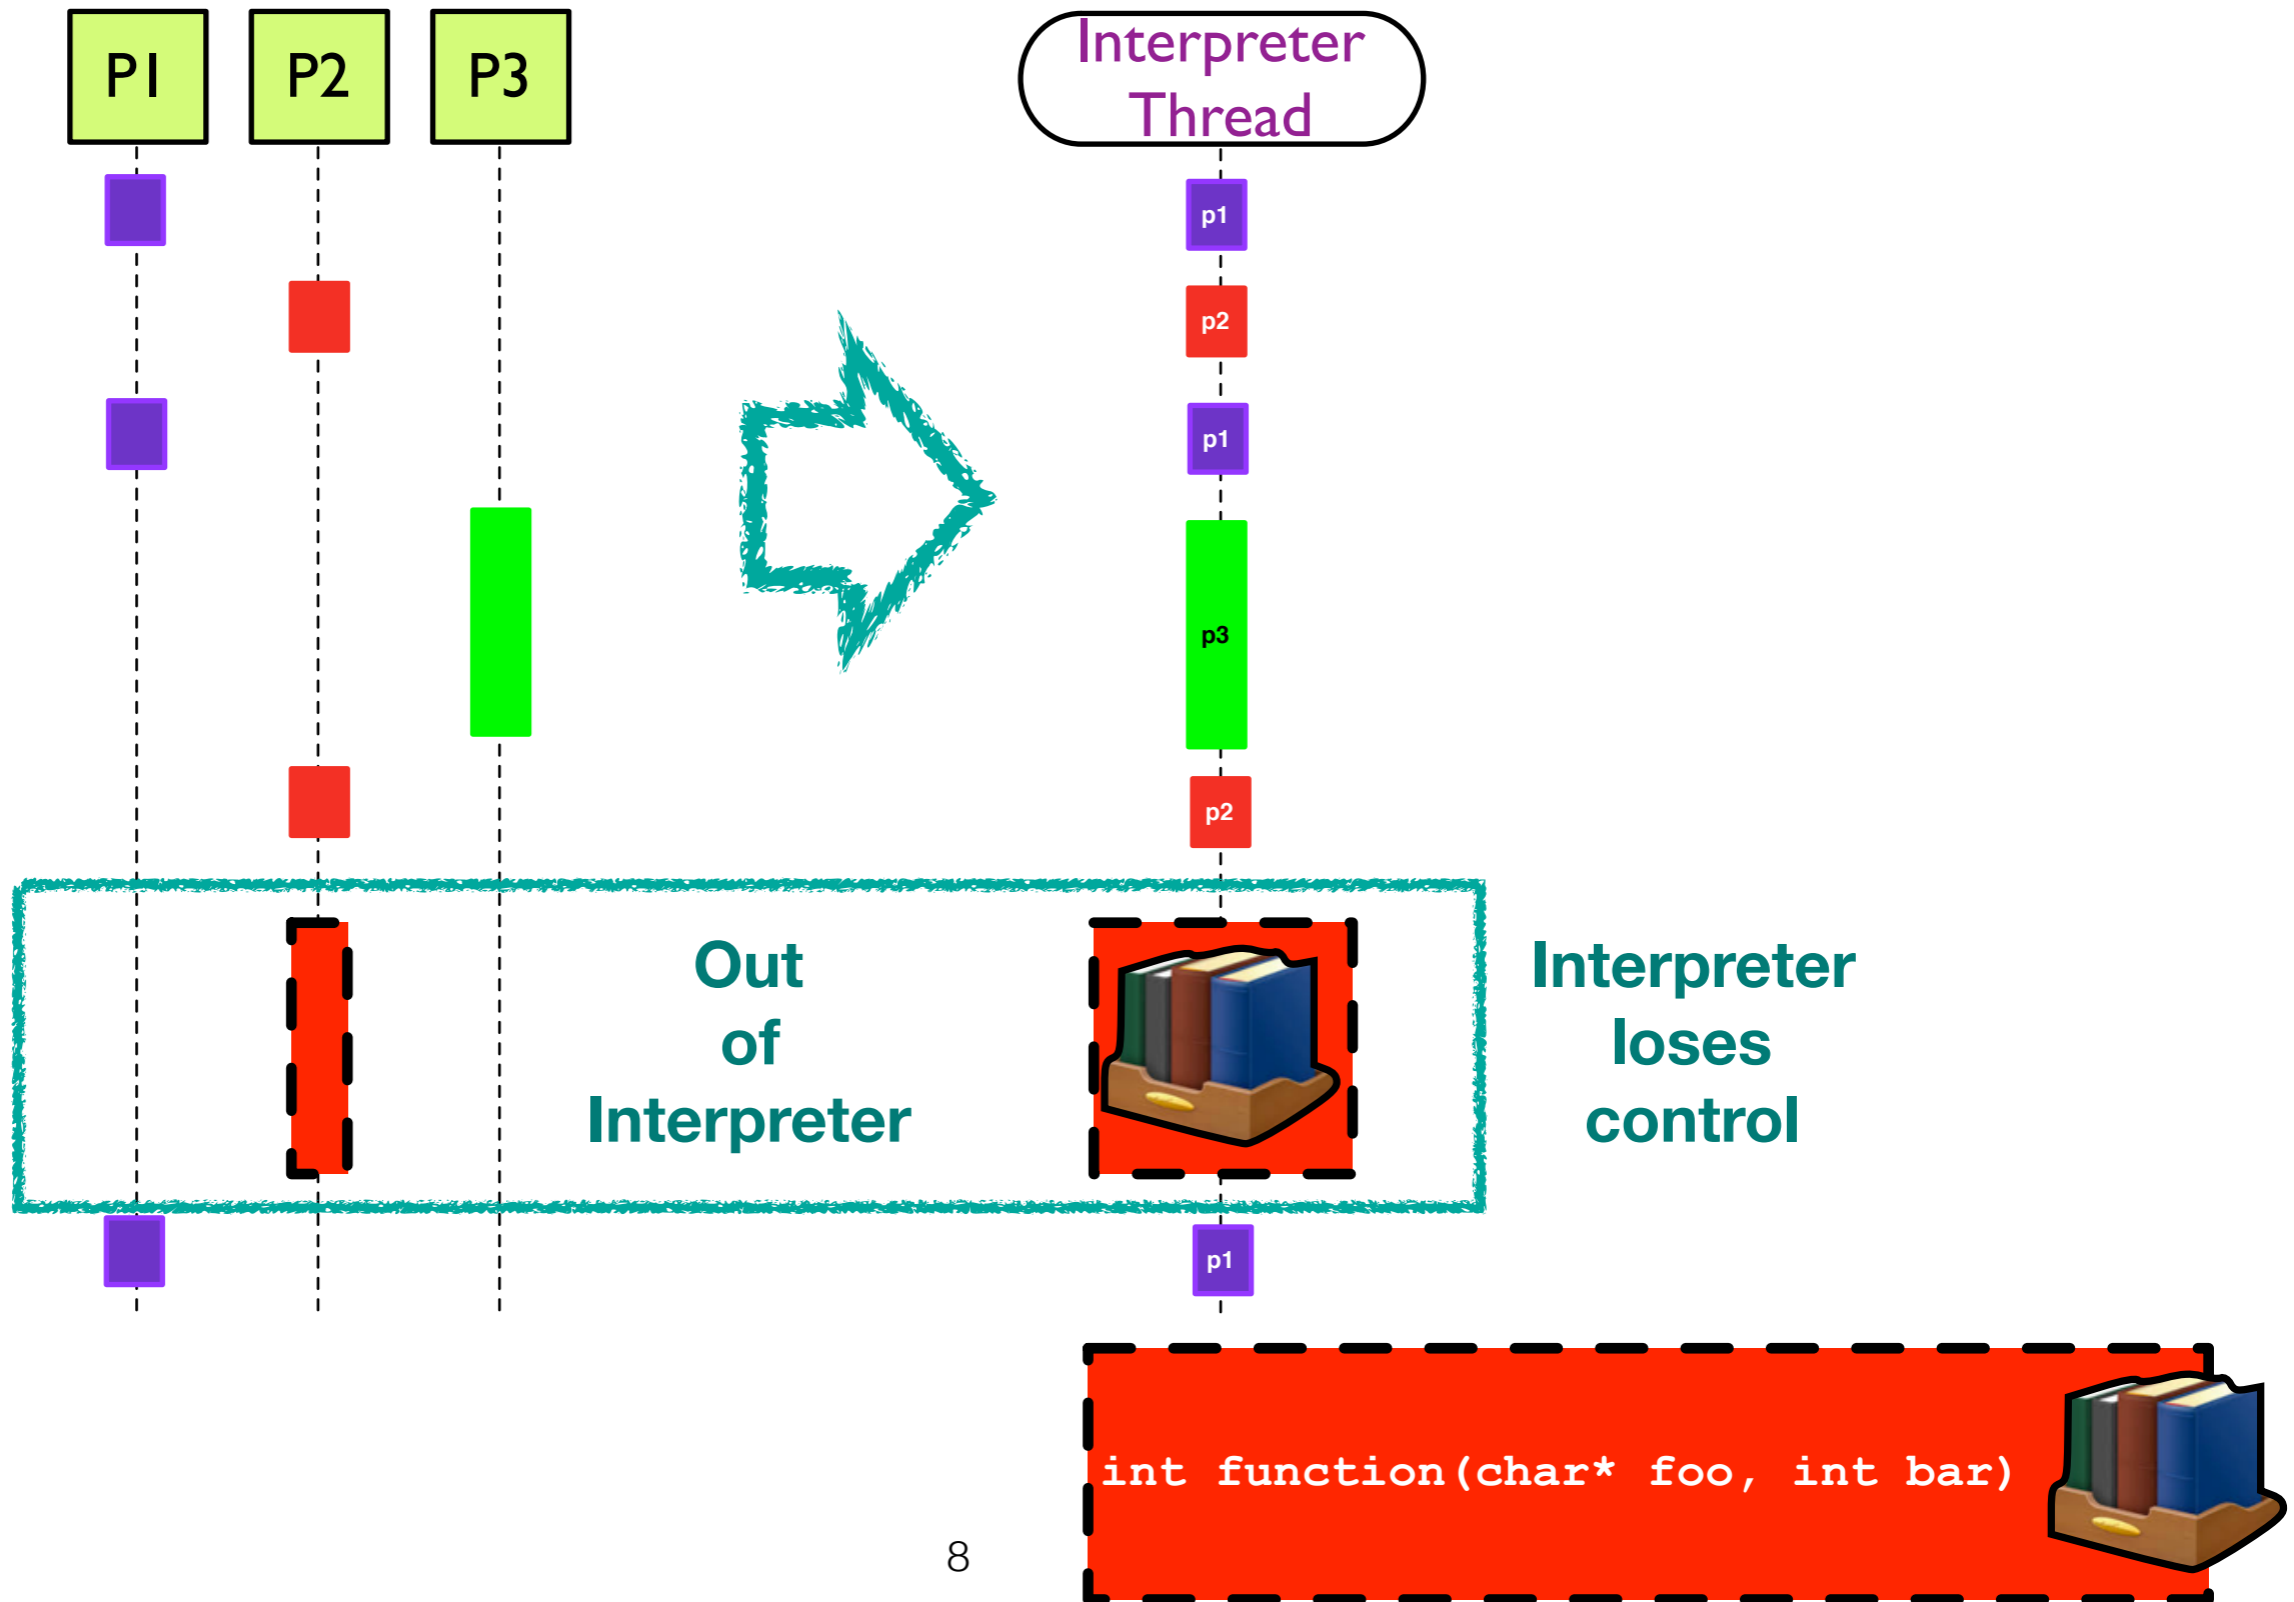 P1
P2
P3
Interpreter
Thread
p1
p2
p1
p3
p2
Out
of
Interpreter
Interpreter
loses
control
p1
int function(char* foo, int bar)
8